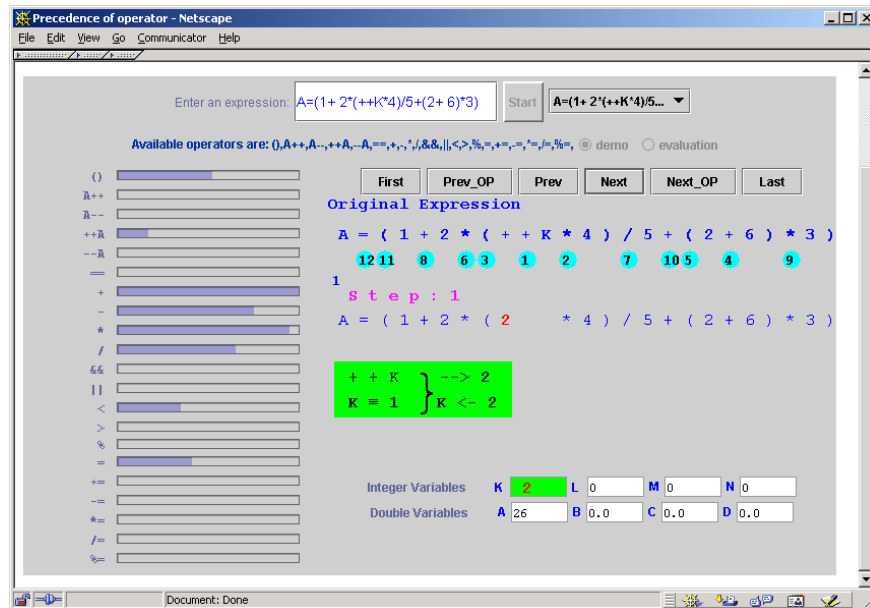 Precedence of operator - Netscape
File Edit View Go Communicator Help
Enter an expression: A=(1+ 2*(++K*4)/5+(2+ 6)*3) Start A=(1+ 2*(++K*4)/5...
Available operators are: (),A++,A--,++A,--A,==,+,-,*,/,&&,||,<,>,%,=,+=,-=,*=,/=,%=, demo evaluation
First Prev_OP Prev Next Next_OP Last
()
A++
A--
++A
--A
==
+
-
*
/
&&
||
<
>
%
=
+=
-=
*=
/=
%=
Original Expression
A = ( 1 + 2 * ( + + K * 4 ) / 5 + ( 2 + 6 ) * 3 )
12 11 8 6 3 1 2 7 10 5 4 9
1
Step:1
A = ( 1 + 2 * ( 2 * 4 ) / 5 + ( 2 + 6 ) * 3 )
+ + K } --> 2
K = 1 K <- 2
Integer Variables K 2 L 0 M 0 N 0
Double Variables A 26 B 0.0 C 0.0 D 0.0
Document: Done